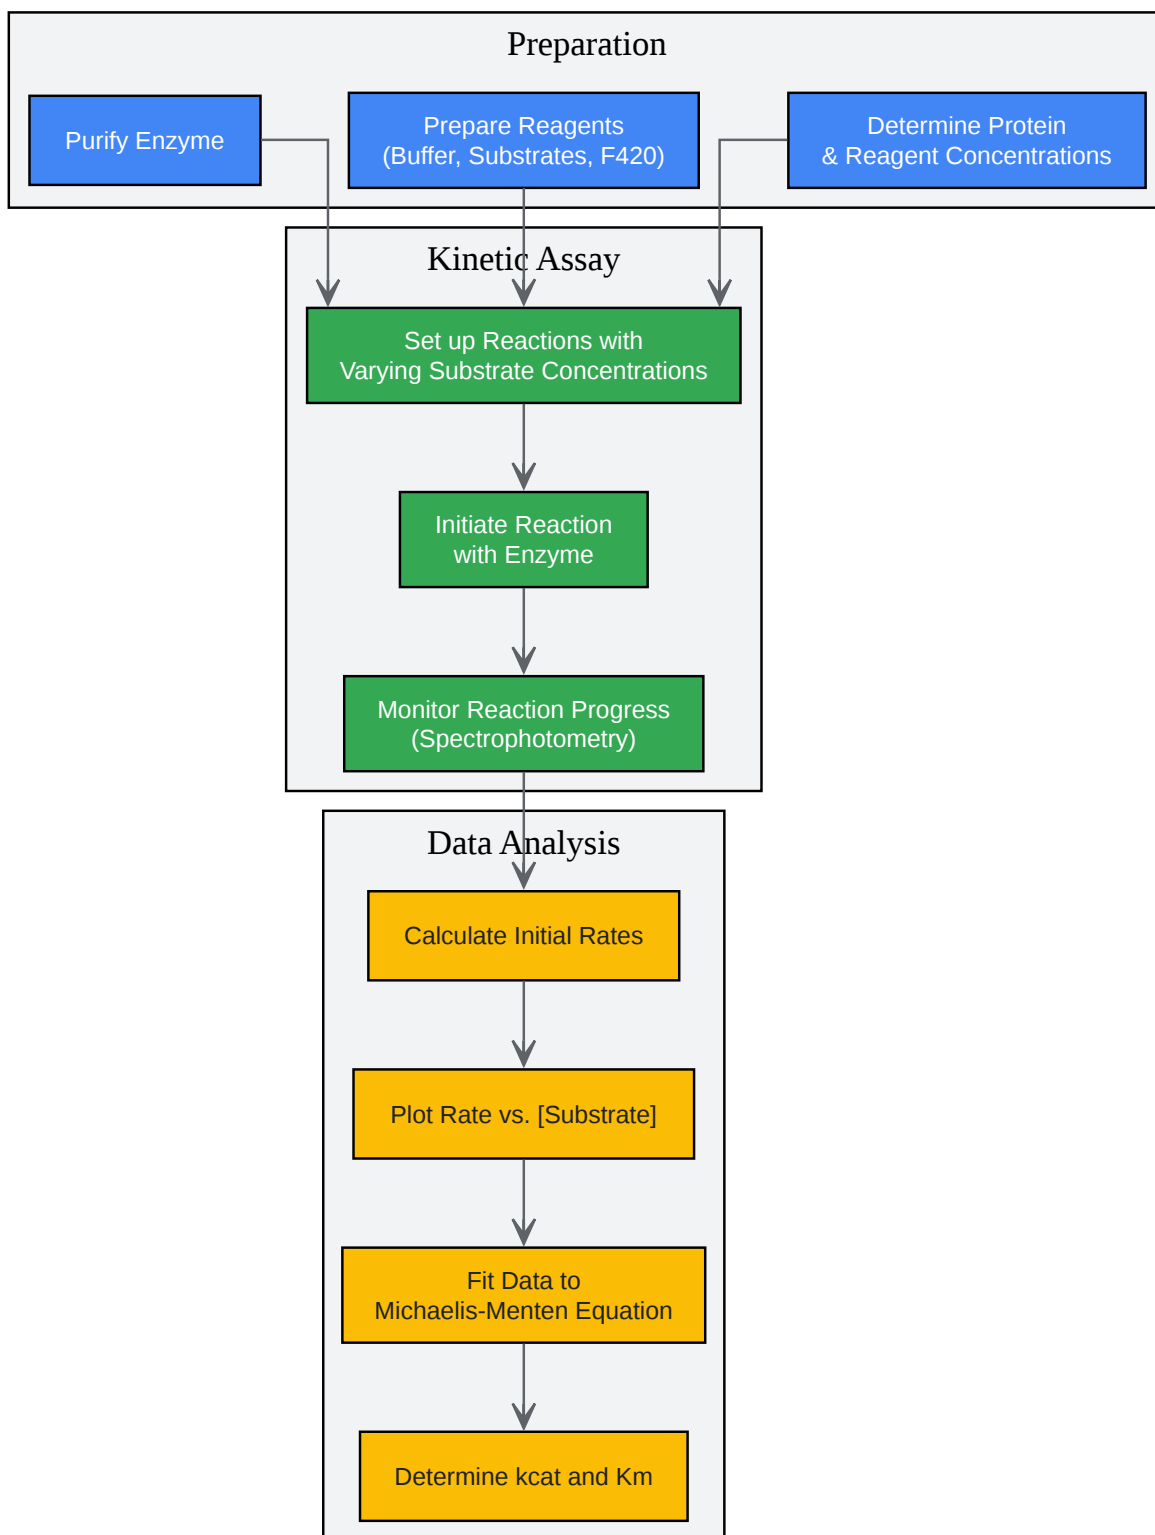 Preparation
Purify Enzyme
Prepare Reagents
(Buffer, Substrates, F420)
Determine Protein
& Reagent Concentrations
Kinetic Assay
Set up Reactions with
Varying Substrate Concentrations
Initiate Reaction
with Enzyme
Monitor Reaction Progress
(Spectrophotometry)
Data Analysis
Calculate Initial Rates
Plot Rate vs. [Substrate]
Fit Data to
Michaelis-Menten Equation
Determine kcat and Km